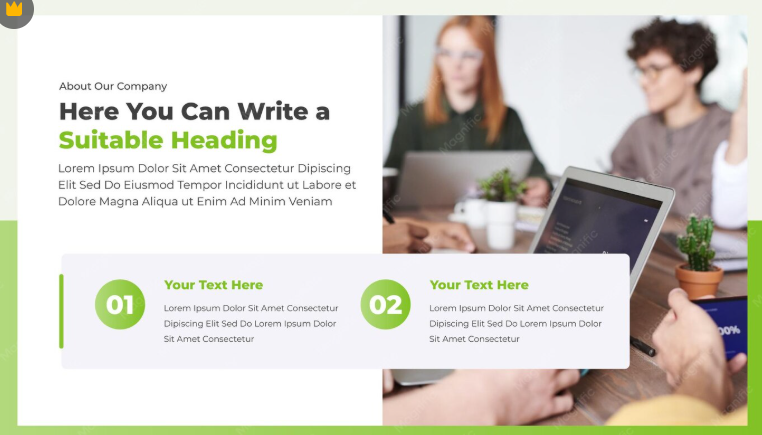 About Our Company
Here You Can Write a
Suitable Heading
Lorem Ipsum Dolor Sit Amet Consectetur Dipiscing
Elit Sed Do Eiusmod Tempor Incididunt ut Labore et
Dolore Magna Aliqua ut Enim Ad Minim Veniam
01
Your Text Here
Lorem Ipsum Dolor Sit Amet Consectetur
Dipiscing Elit Sed Do Lorem Ipsum Dolor
Sit Amet Consectetur
02
Your Text Here
Lorem Ipsum Dolor Sit Amet Consectetur
Dipiscing Elit Sed Do Lorem Ipsum Dolor
Sit Amet Consectetur
00%
Magnific